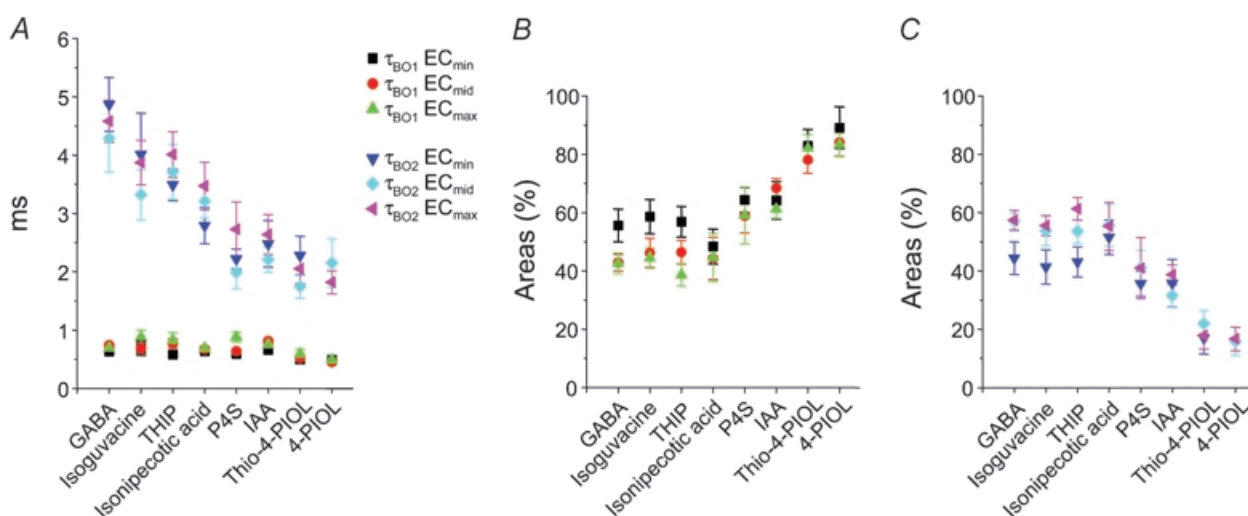 A
ms
6
5
4
3
2
1
0
GABA
Isoguvacine
THIP
Isonipecotic acid
P4S
IAA
Thio-4-PIOL
4-PIOL
τBO1 ECmin
τBO1 ECmid
τBO1 ECmax
τBO2 ECmin
τBO2 ECmid
τBO2 ECmax
B
Areas (%)
100
80
60
40
20
0
GABA
Isoguvacine
THIP
Isonipecotic acid
P4S
IAA
Thio-4-PIOL
4-PIOL
C
Areas (%)
100
80
60
40
20
0
GABA
Isoguvacine
THIP
Isonipecotic acid
P4S
IAA
Thio-4-PIOL
4-PIOL